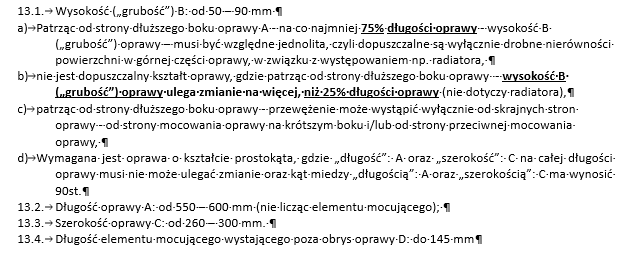 13.1.→Wysokość·(„grubość”)·B:·od·50·–·90·mm·¶
a)→Patrząc·od·strony·dłuższego·boku·oprawy·A·–·na·co·najmniej·75%·długości·oprawy·–·wysokość·B·
(„grubość”)·oprawy·–·musi·być·względne·jednolita,·czyli·dopuszczalne·są·wyłącznie·drobne·nierówności·
powierzchni·w·górnej·części·oprawy,·w·związku·z·występowaniem·np.·radiatora,·¶
b)→nie·jest·dopuszczalny·kształt·oprawy,·gdzie·patrząc·od·strony·dłuższego·boku·oprawy·–·wysokość·B·
(„grubość”)·oprawy·ulega·zmianie·na·więcej,·niż·25%·długości·oprawy·(nie·dotyczy·radiatora),¶
c)→patrząc·od·strony·dłuższego·boku·oprawy·–·przewężenie·może·wystąpić·wyłącznie·od·skrajnych·stron·
oprawy·–·od·strony·mocowania·oprawy·na·krótszym·boku·i/lub·od·strony·przeciwnej·mocowania·
oprawy,·¶
d)→Wymagana·jest·oprawa·o·kształcie·prostokąta,·gdzie·„długość”:·A·oraz·„szerokość”:·C·na·całej·długości·
oprawy·musi·nie·może·ulegać·zmianie·oraz·kąt·miedzy·„długością”:·A·oraz·„szerokością”:·C·ma·wynosić·
90st.¶
13.2.→Długość·oprawy·A:·od·550·–·600·mm·(nie·licząc·elementu·mocującego);·¶
13.3.→Szerokość·oprawy·C:·od·260·–·300·mm.·¶
13.4.→Długość·elementu·mocującego·wystającego·poza·obrys·oprawy·D:·do·145·mm¶